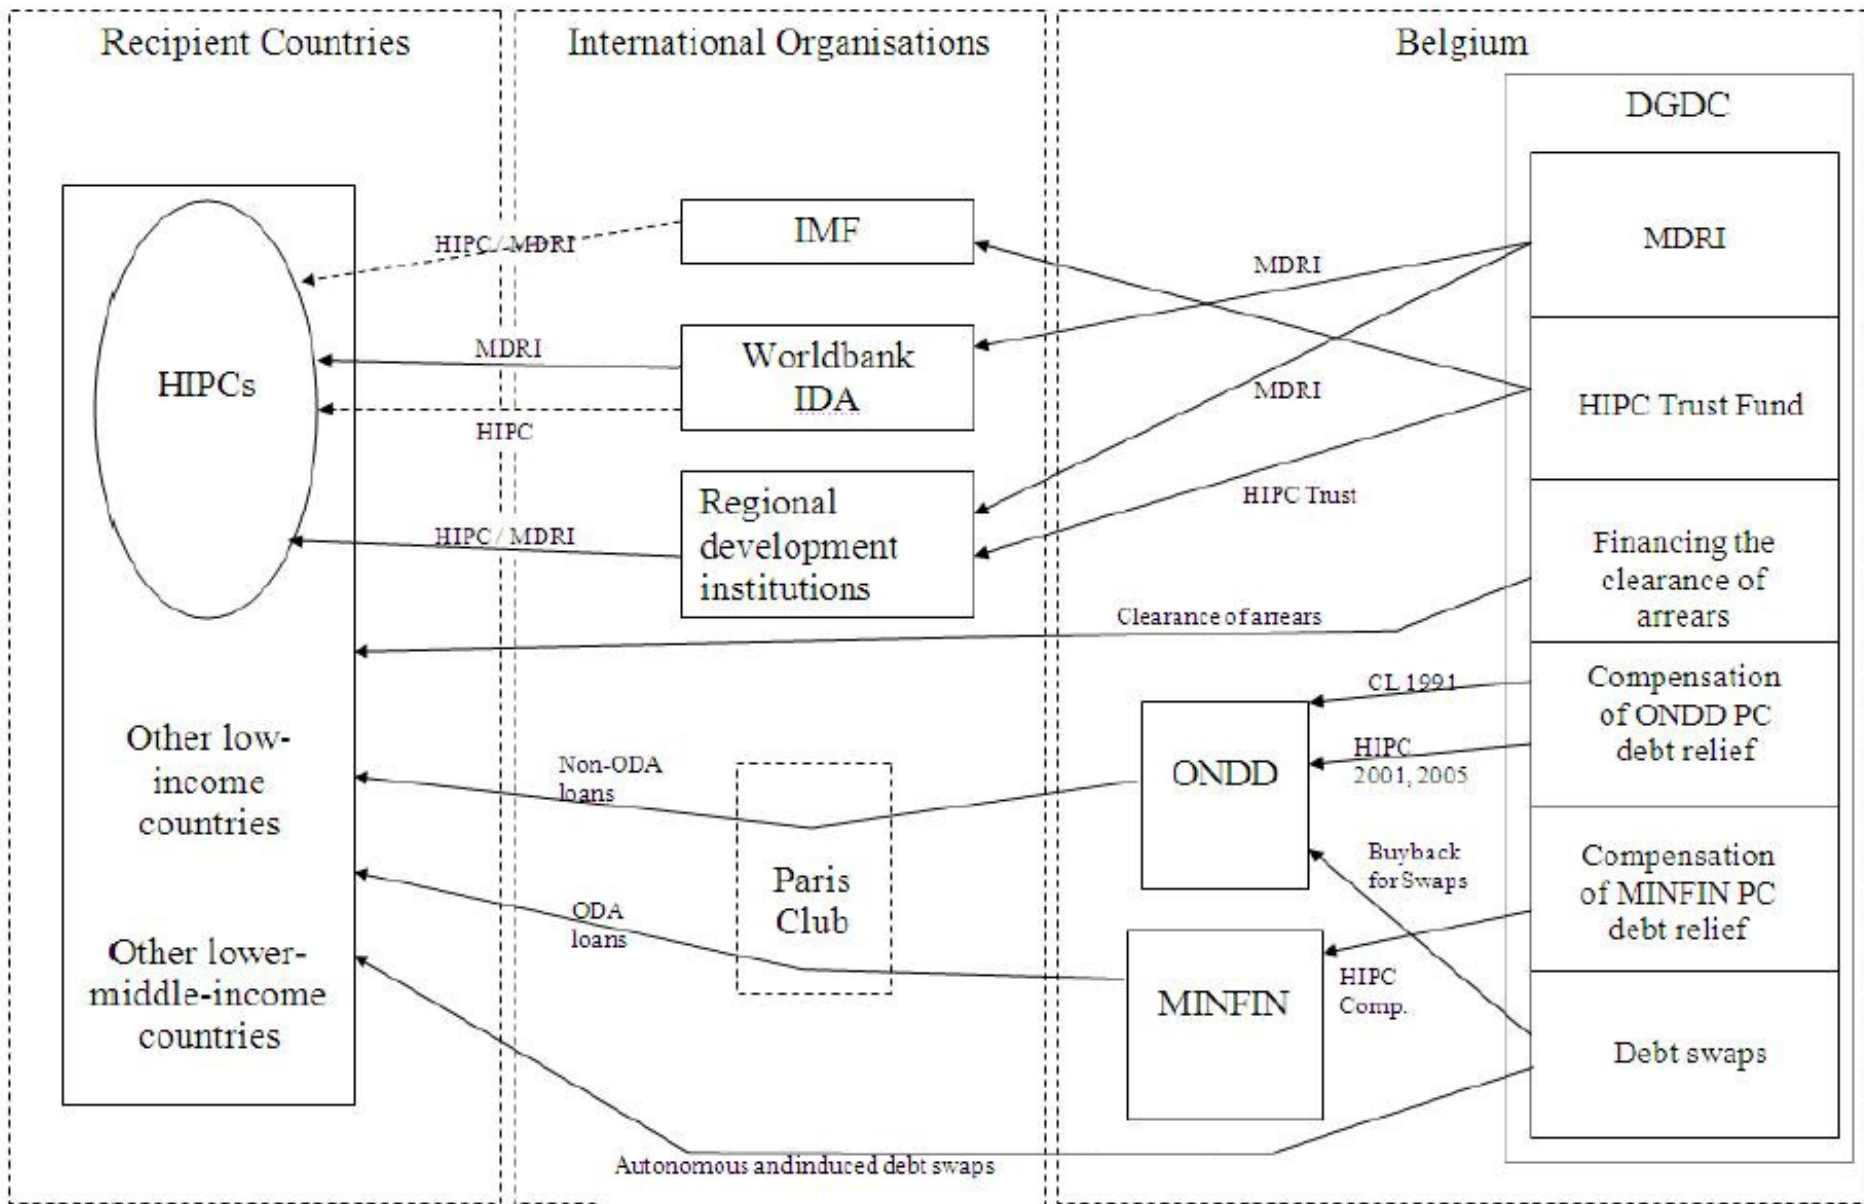 Recipient Countries
International Organisations
Belgium
DGDC
HIPCs
Other low-
income
countries
Other lower-
middle-income
countries
HIPC / MDRI
MDRI
HIPC
HIPC / MDRI
IMF
Worldbank
IDA
Regional
development
institutions
MDRI
MDRI
HIPC Trust
Clearance of arrears
Non-ODA
loans
ODA
loans
Paris
Club
Autonomous and induced debt swaps
ONDD
MINFIN
CL 1991
HIPC
2001, 2005
Buyback
for Swaps
HIPC
Comp.
MDRI
HIPC Trust Fund
Financing the
clearance of
arrears
Compensation
of ONDD PC
debt relief
Compensation
of MINFIN PC
debt relief
Debt swaps